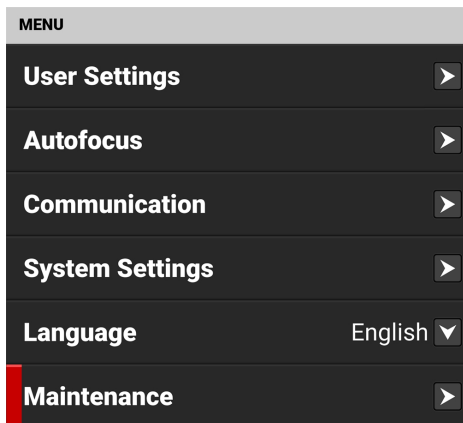 MENU
User Settings
Autofocus
Communication
System Settings
Language English
Maintenance